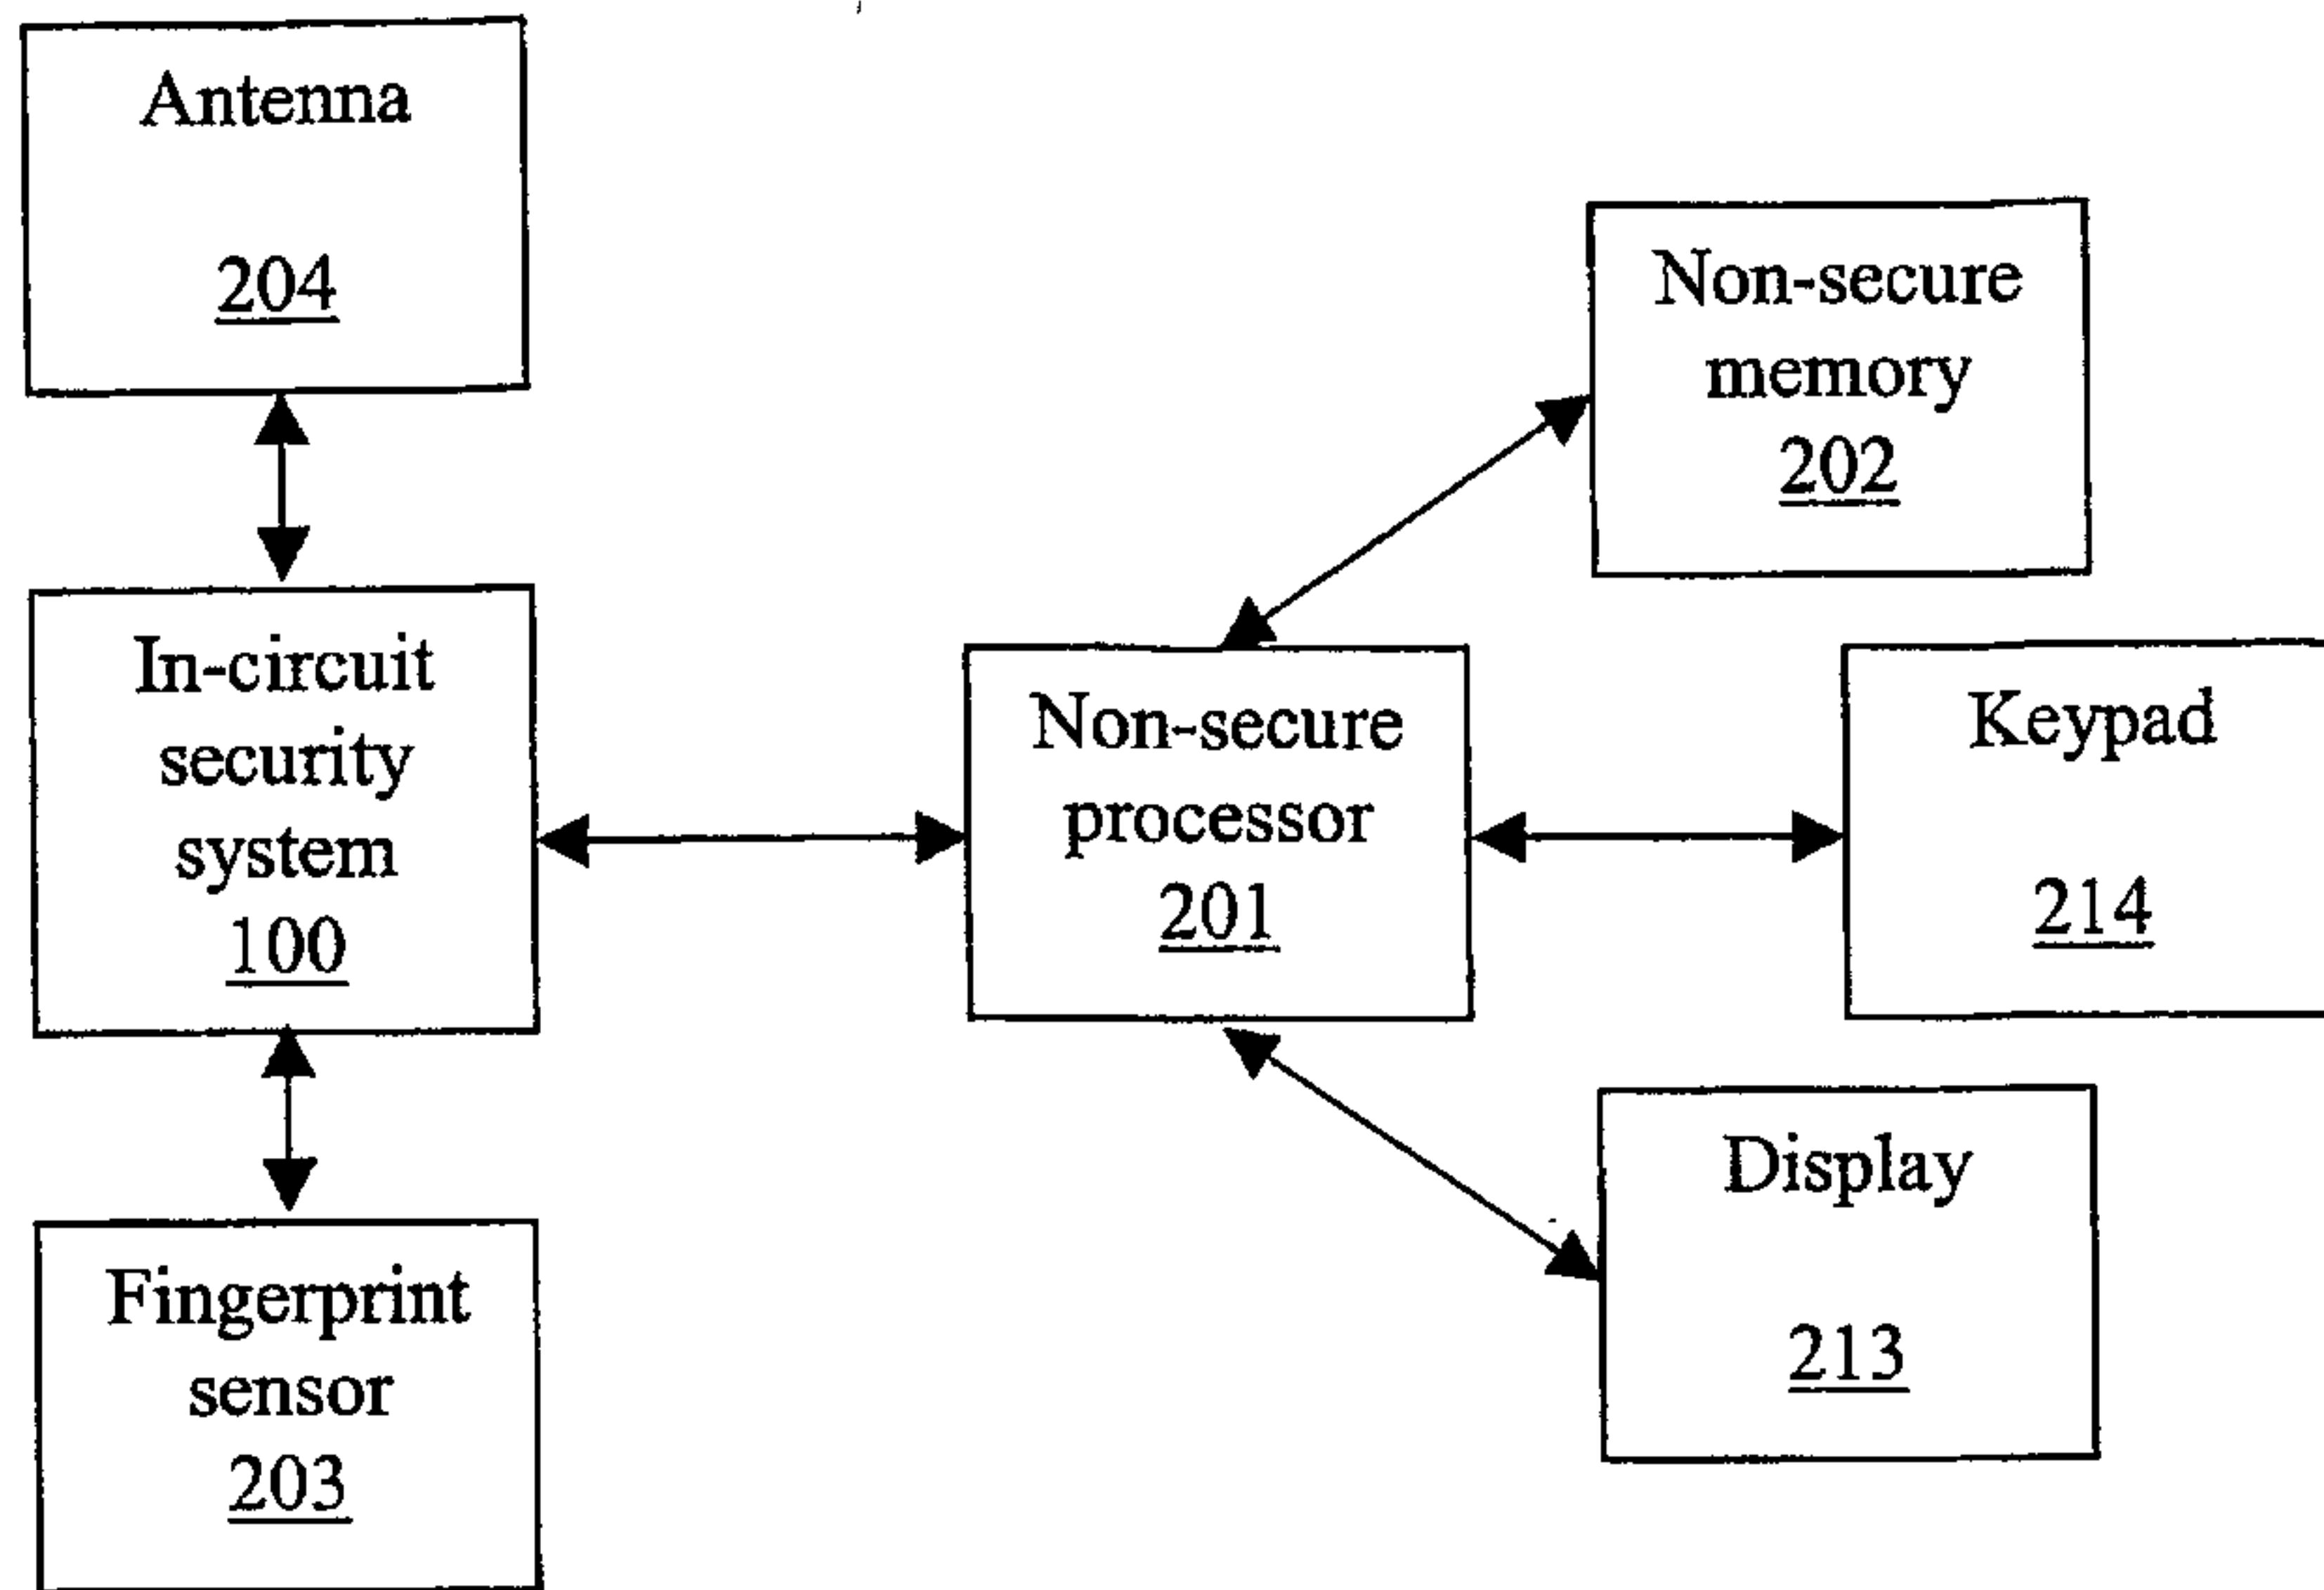 Antenna
204
Non-secure
memory
202
In-circuit
security
system
100
Non-secure
processor
201
Keypad
214
Fingerprint
sensor
203
Display
213